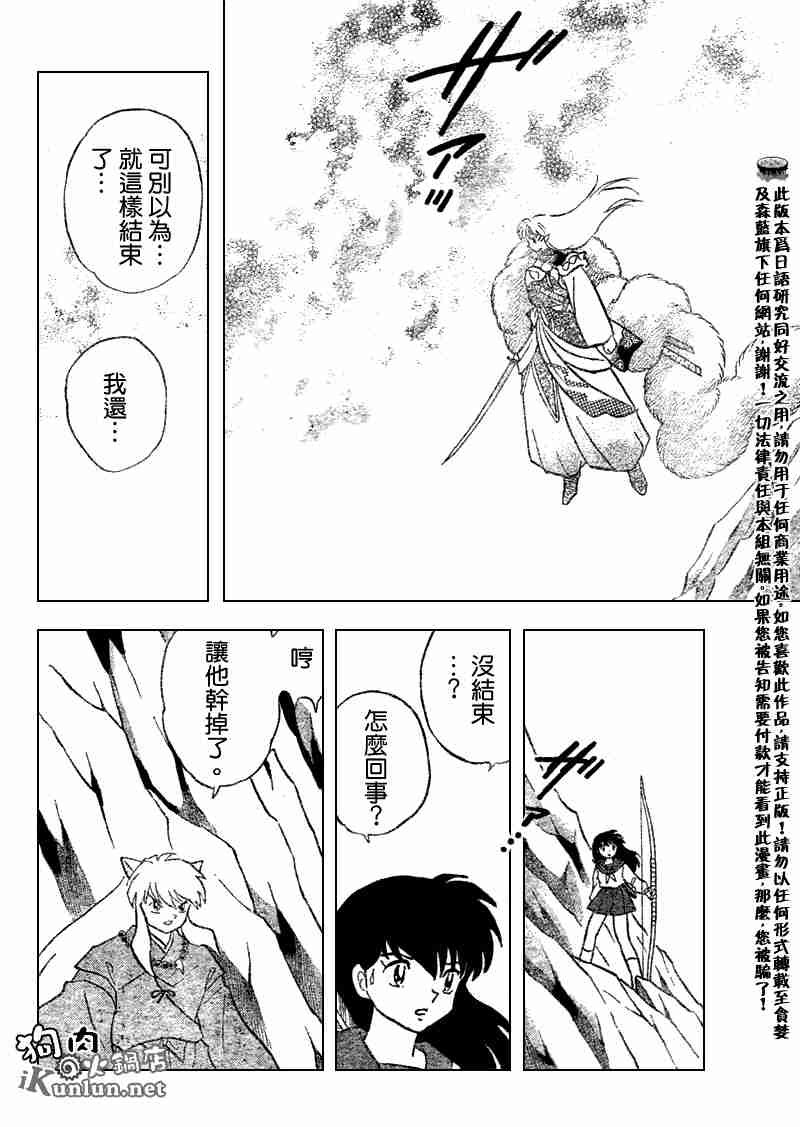 可別以為…
就這樣結束
了…
我還…
沒結束
…？
怎麼回事？
哼
讓他幹掉了。
此版本爲日語研究同好交流之用，請勿用于任何商業用途。如您喜歡此作品，請支持正版！請勿以任何形式轉載至貪婪
及森藍旗下任何網站，謝謝！一切法律責任與本組無關。如果您被告知需要付款才能看到此漫畫，那麼，您被騙了！
狗肉
火鍋店
iKunlun.net